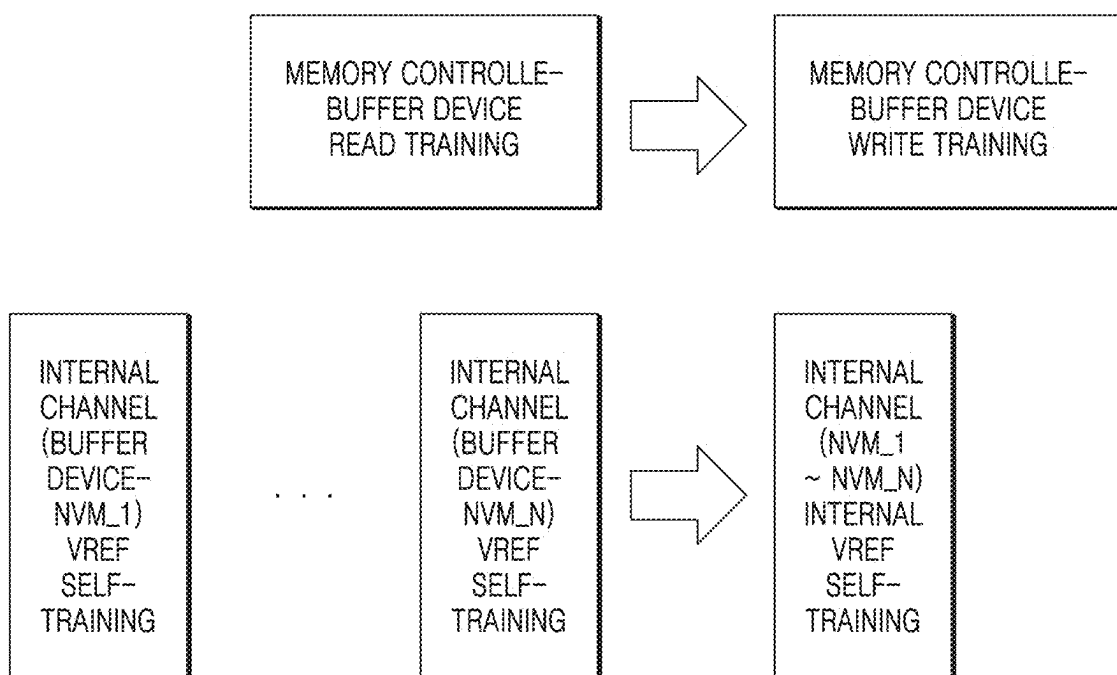 MEMORY CONTROLLE-
BUFFER DEVICE
READ TRAINING
MEMORY CONTROLLE-
BUFFER DEVICE
WRITE TRAINING
INTERNAL
CHANNEL
(BUFFER
DEVICE-
NVM_1)
VREF
SELF-
TRAINING
. . .
INTERNAL
CHANNEL
(BUFFER
DEVICE-
NVM_N)
VREF
SELF-
TRAINING
INTERNAL
CHANNEL
(NVM_1
~ NVM_N)
INTERNAL
VREF
SELF-
TRAINING